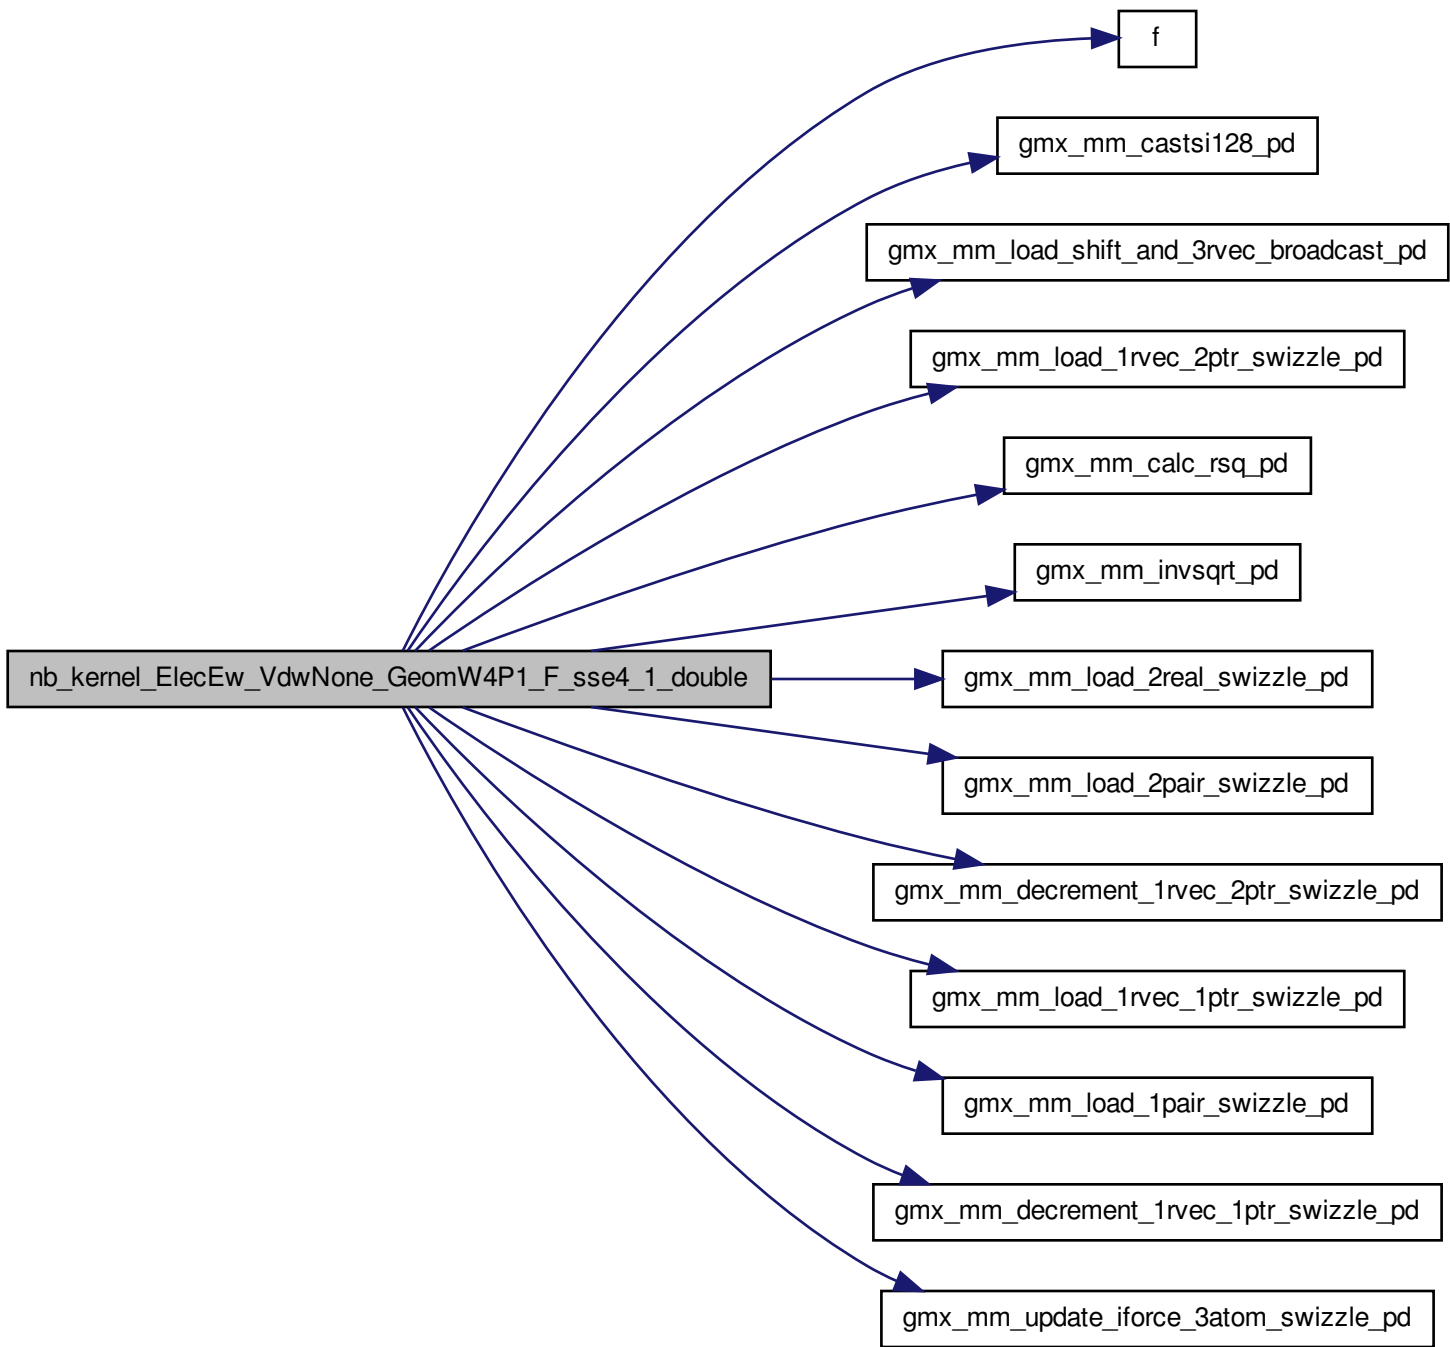 f
gmx_mm_castsi128_pd
gmx_mm_load_shift_and_3rvec_broadcast_pd
gmx_mm_load_1rvec_2ptr_swizzle_pd
gmx_mm_calc_rsq_pd
gmx_mm_invsqrt_pd
nb_kernel_ElecEw_VdwNone_GeomW4P1_F_sse4_1_double
gmx_mm_load_2real_swizzle_pd
gmx_mm_load_2pair_swizzle_pd
gmx_mm_decrement_1rvec_2ptr_swizzle_pd
gmx_mm_load_1rvec_1ptr_swizzle_pd
gmx_mm_load_1pair_swizzle_pd
gmx_mm_decrement_1rvec_1ptr_swizzle_pd
gmx_mm_update_iforce_3atom_swizzle_pd